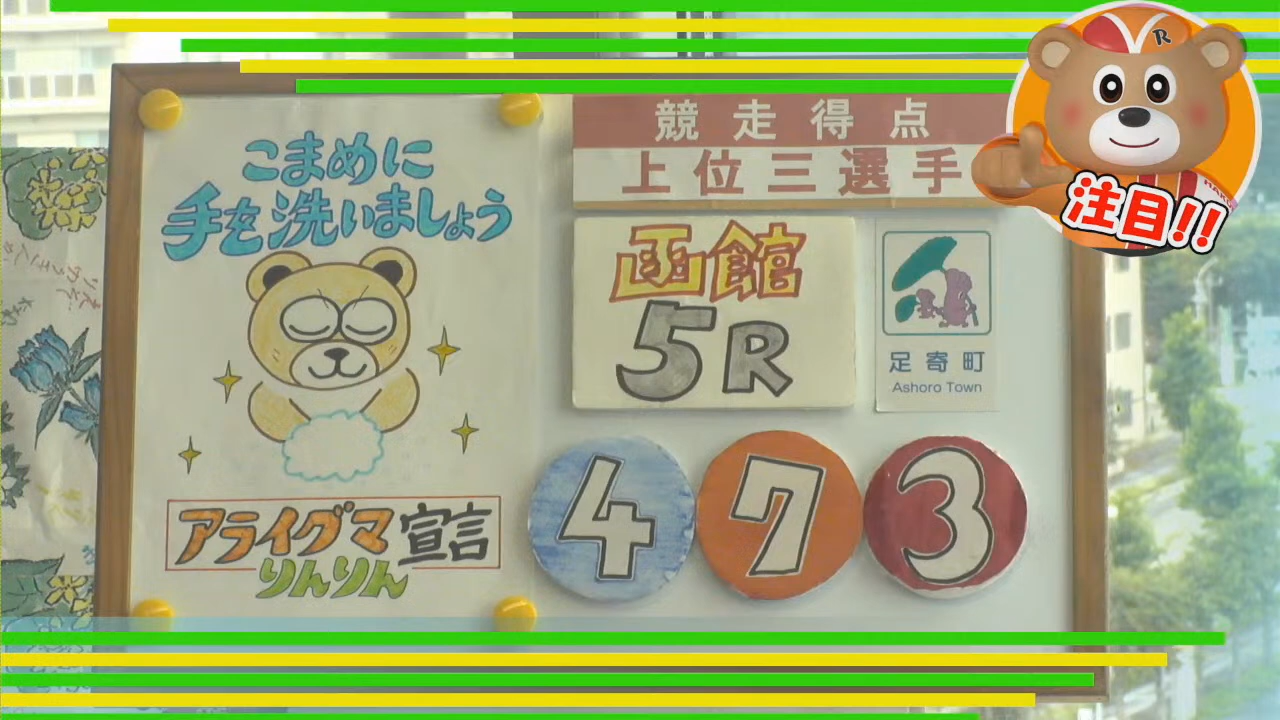 こまめに
手を洗いましょう
アライグマ宣言
りんりん
競走得点
上位三選手
函館
5R
足寄町
Ashoro Town
4 7 3
R
注目!!